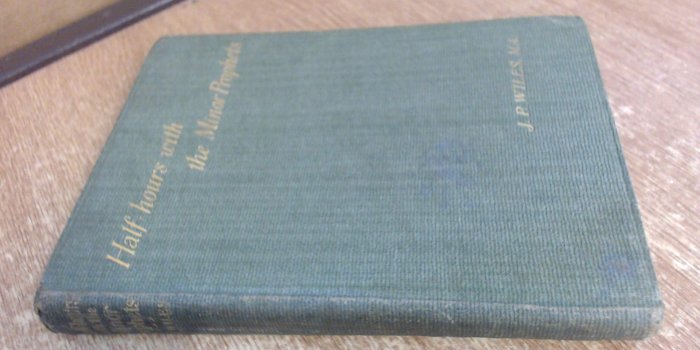 Half hours with
the Minor Prophets
J. P. WILES, M.A.